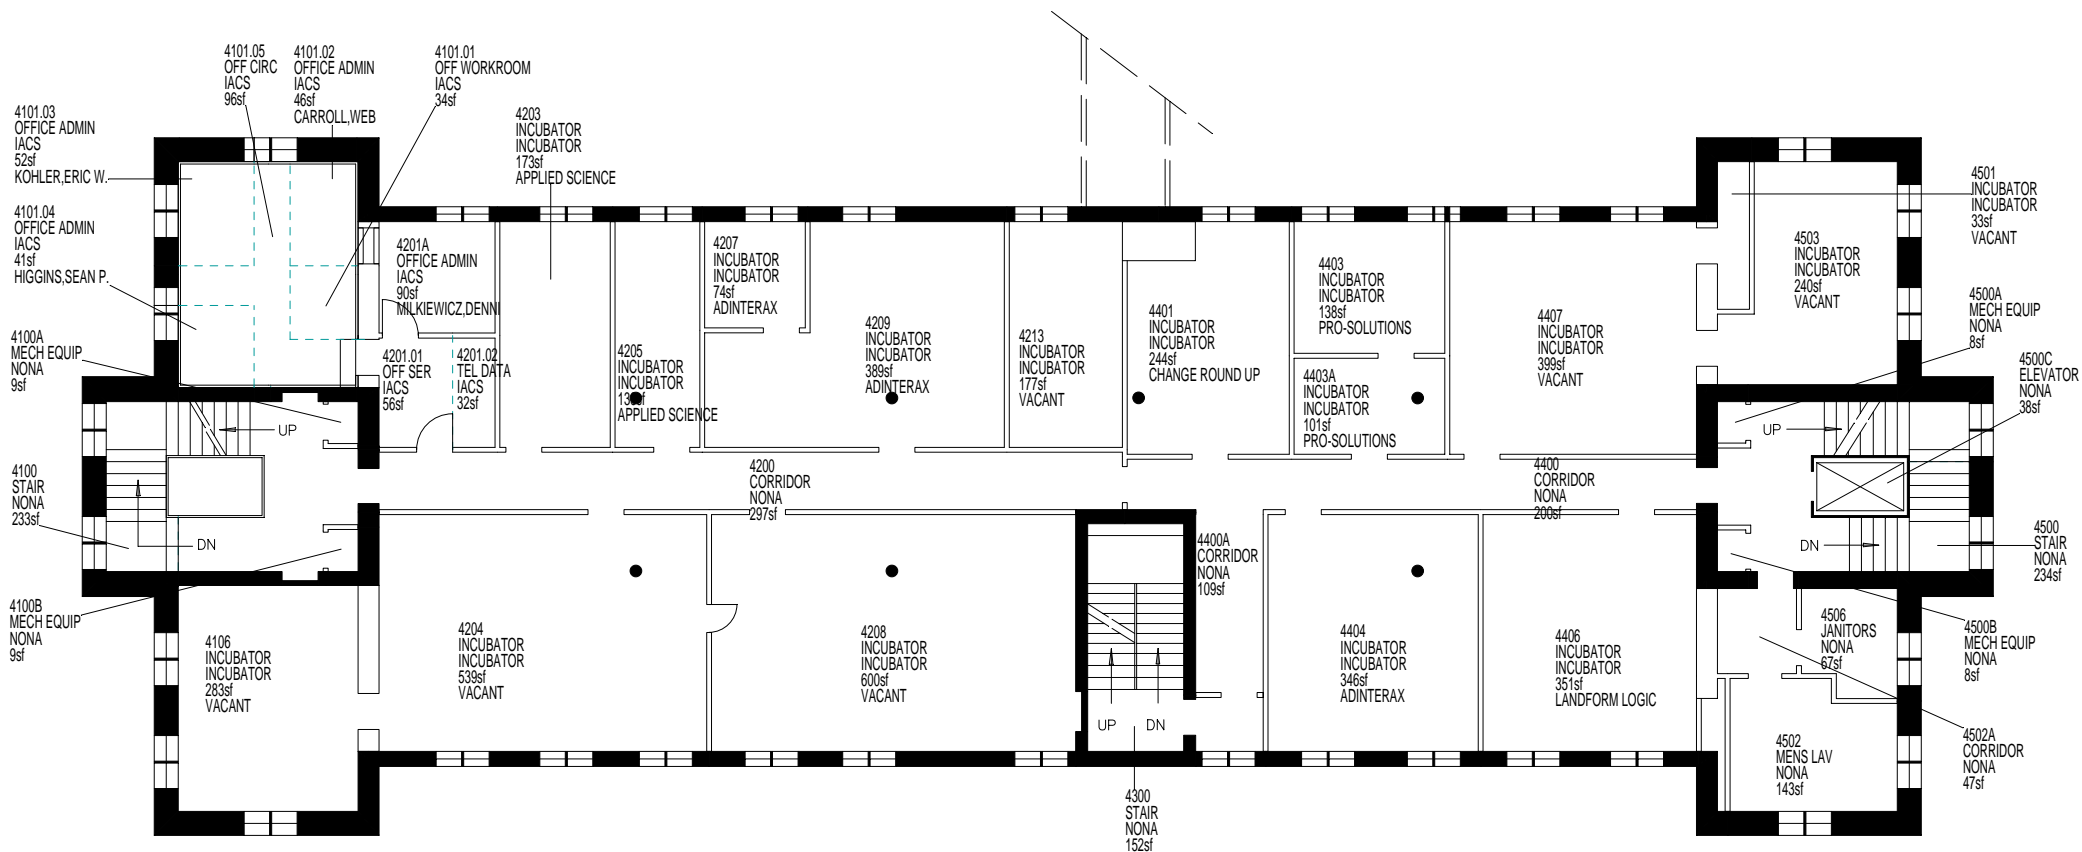 4101.05
OFF CIRC
IACS
96sf
4101.02
OFFICE ADMIN
IACS
46sf
CARROLL,WEB
4101.01
OFF WORKROOM
IACS
34sf
4101.03
OFFICE ADMIN
IACS
52sf
KOHLER,ERIC W.
4203
INCUBATOR
INCUBATOR
173sf
APPLIED SCIENCE
4101.04
OFFICE ADMIN
IACS
41sf
HIGGINS,SEAN P.
4501
INCUBATOR
INCUBATOR
33sf
VACANT
4201A
OFFICE ADMIN
IACS
90sf
MILKIEWICZ,DENNI
4207
INCUBATOR
INCUBATOR
74sf
ADINTERAX
4403
INCUBATOR
INCUBATOR
138sf
PRO-SOLUTIONS
4503
INCUBATOR
INCUBATOR
240sf
VACANT
4500A
MECH EQUIP
NONA
8sf
4100A
MECH EQUIP
NONA
9sf
4201.01
OFF SER
IACS
56sf
4201.02
TEL DATA
IACS
32sf
4205
INCUBATOR
INCUBATOR
APPLIED SCIENCE
4209
INCUBATOR
INCUBATOR
389sf
ADINTERAX
4213
INCUBATOR
INCUBATOR
177sf
VACANT
4401
INCUBATOR
INCUBATOR
244sf
CHANGE ROUND UP
4403A
INCUBATOR
INCUBATOR
101sf
PRO-SOLUTIONS
4407
INCUBATOR
INCUBATOR
399sf
VACANT
4500C
ELEVATOR
NONA
38sf
UP
UP
4100
STAIR
NONA
233sf
4200
CORRIDOR
NONA
297sf
4400
CORRIDOR
NONA
200sf
DN
DN
4500
STAIR
NONA
234sf
4400A
CORRIDOR
NONA
109sf
4100B
MECH EQUIP
NONA
9sf
4106
INCUBATOR
INCUBATOR
283sf
VACANT
4204
INCUBATOR
INCUBATOR
539sf
VACANT
4208
INCUBATOR
INCUBATOR
600sf
VACANT
4404
INCUBATOR
INCUBATOR
346sf
ADINTERAX
4406
INCUBATOR
INCUBATOR
351sf
LANDFORM LOGIC
4506
JANITORS
NONA
67sf
4500B
MECH EQUIP
NONA
8sf
UP
DN
4502
MENS LAV
NONA
143sf
4502A
CORRIDOR
NONA
47sf
4300
STAIR
NONA
152sf